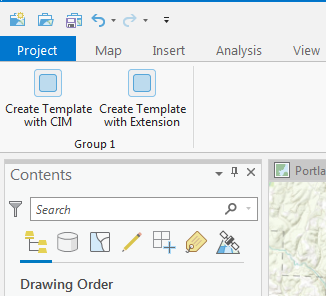 Project Map Insert Analysis View
Create Template with CIM
Create Template with Extension
Group 1
Contents
Portla
Search
Drawing Order